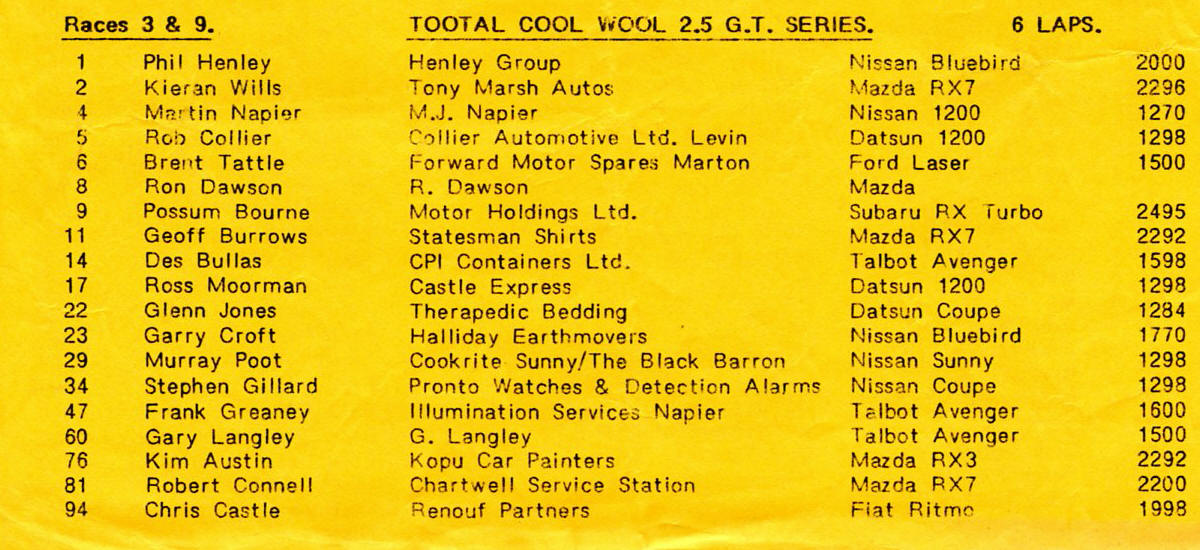 Races 3 & 9. TOOTAL COOL WOOL 2.5 G.T. SERIES. 6 LAPS.
1 Phil Henley Henley Group Nissan Bluebird 2000
2 Kieran Wills Tony Marsh Autos Mazda RX7 2296
4 Martin Napier M.J. Napier Nissan 1200 1270
5 Rob Collier Collier Automotive Ltd. Levin Datsun 1200 1298
6 Brent Tattle Forward Motor Spares Marton Ford Laser 1500
8 Ron Dawson R. Dawson Mazda
9 Possum Bourne Motor Holdings Ltd. Subaru RX Turbo 2495
11 Geoff Burrows Statesman Shirts Mazda RX7 2292
14 Des Bullas CPI Containers Ltd. Talbot Avenger 1598
17 Ross Moorman Castle Express Datsun 1200 1298
22 Glenn Jones Therapedic Bedding Datsun Coupe 1284
23 Garry Croft Halliday Earthmovers Nissan Bluebird 1770
29 Murray Poot Cookrite Sunny/The Black Barron Nissan Sunny 1298
34 Stephen Gillard Pronto Watches & Detection Alarms Nissan Coupe 1298
47 Frank Greaney Illumination Services Napier Talbot Avenger 1600
60 Gary Langley G. Langley Talbot Avenger 1500
76 Kim Austin Kopu Car Painters Mazda RX3 2292
81 Robert Connell Chartwell Service Station Mazda RX7 2200
94 Chris Castle Renouf Partners Fiat Ritmo 1998